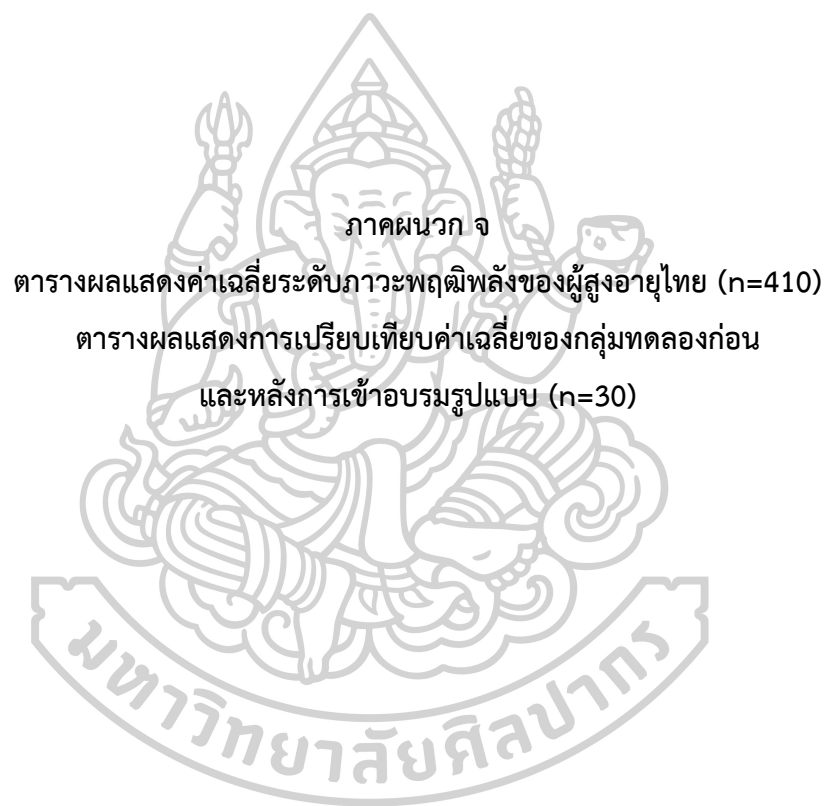 ภาคผนวก จ
ตารางผลแสดงค่าเฉลี่ยระดับภาวะพฤฒิพลังของผู้สูงอายุไทย (n=410)
ตารางผลแสดงการเปรียบเทียบค่าเฉลี่ยของกลุ่มทดลองก่อน
และหลังการเข้าอบรมรูปแบบ (n=30)
มหาวิทยาลัยศิลปากร